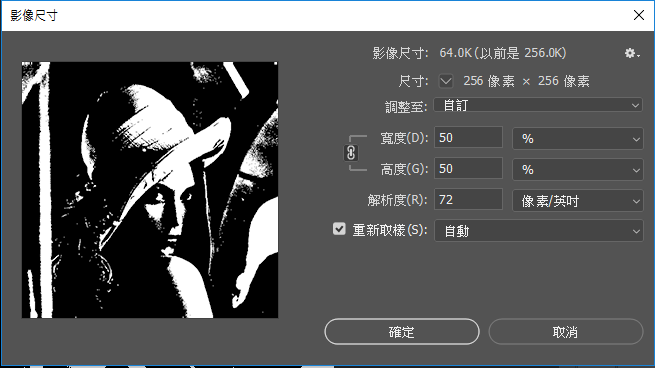 影像尺寸
影像尺寸: 64.0K (以前是 256.0K)
尺寸: 256 像素 × 256 像素
調整至: 自訂
寬度(D): 50 %
高度(G): 50 %
解析度(R): 72 像素/英吋
重新取樣(S): 自動
確定 取消